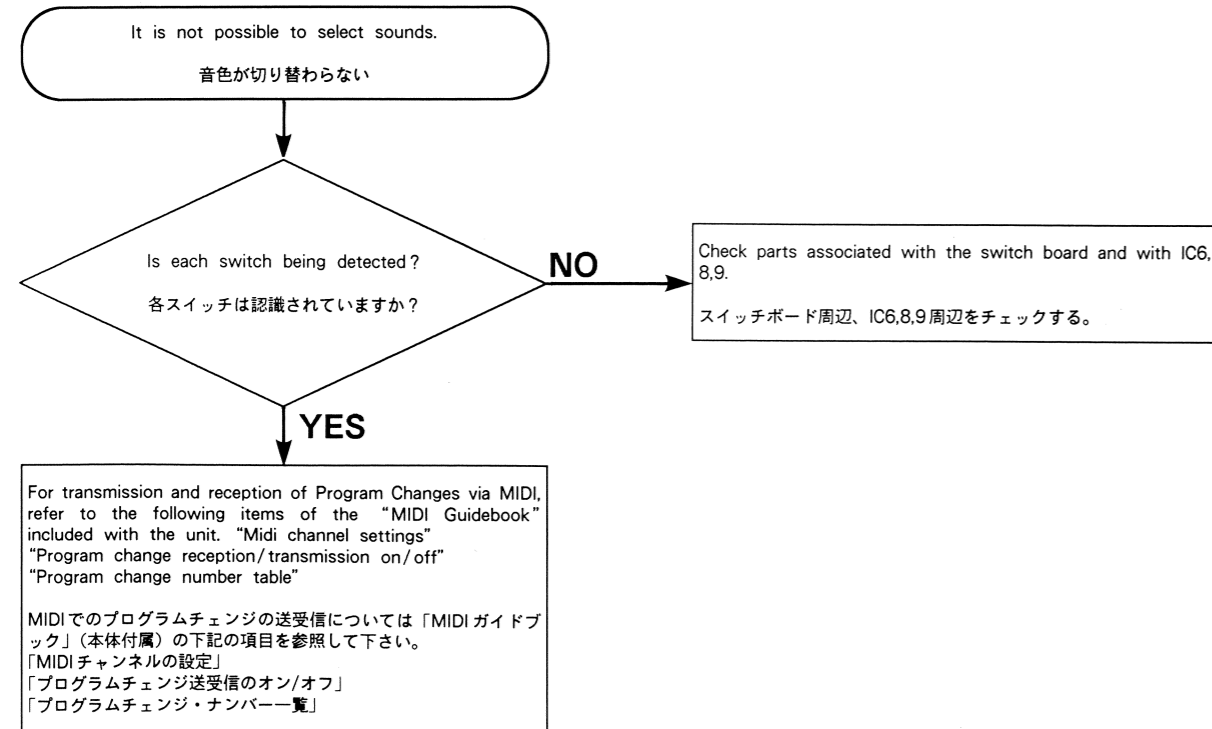 It is not possible to select sounds.
音色が切り替わらない
Is each switch being detected?
各スイッチは認識されていますか？
NO
Check parts associated with the switch board and with IC6,
8,9.
スイッチボード周辺、IC6,8,9周辺をチェックする。
YES
For transmission and reception of Program Changes via MIDI,
refer to the following items of the “MIDI Guidebook”
included with the unit. “Midi channel settings”
“Program change reception/transmission on/off”
“Program change number table”
MIDIでのプログラムチェンジの送受信については「MIDIガイドブ
ック」（本体付属）の下記の項目を参照して下さい。
「MIDIチャンネルの設定」
「プログラムチェンジ送受信のオン/オフ」
「プログラムチェンジ・ナンバー一覧」